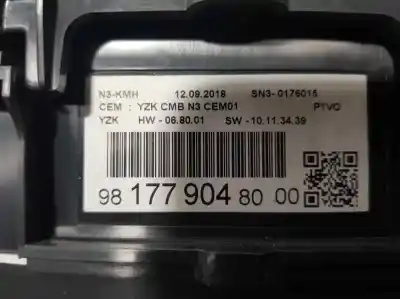 N3-KMH 12.09.2018 SN3-0176015
CEM : YZK CMB N3 CEM01 P1VO
YZK HW - 06.80.01 SW - 10.11.34.39
98 177 904 80 00